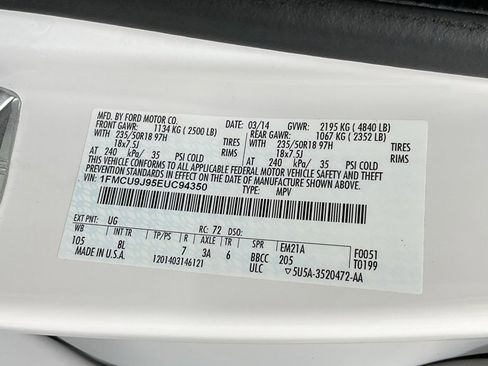 MFD. BY FORD MOTOR CO.
DATE: 03/14 GVWR: 2195 KG ( 4840 LB)
FRONT GAWR: 1134 KG ( 2500 LB)
REAR GAWR: 1067 KG ( 2352 LB)
WITH 235/50R18 97H TIRES
WITH 235/50R18 97H TIRES
18x7.5J RIMS
18x7.5J RIMS
AT 240 kPa/ 35 PSI COLD
AT 240 kPa/ 35 PSI COLD
THIS VEHICLE CONFORMS TO ALL APPLICABLE FEDERAL MOTOR VEHICLE SAFETY AND THEFT
PREVENTION STANDARDS IN EFFECT ON THE DATE OF MANUFACTURE SHOWN ABOVE.
VIN: 1FMCU9J95EUC94350
TYPE: MPV
EXT PNT: UG RC: 72 DSO:
WB INT TR TP/PS R AXLE TR SPR EM21A F0051
105 BL 7 3A 6 BBCC 205 T0199
MADE IN U.S.A. 1201403146121 ULC ▽5U5A-3520472-AA